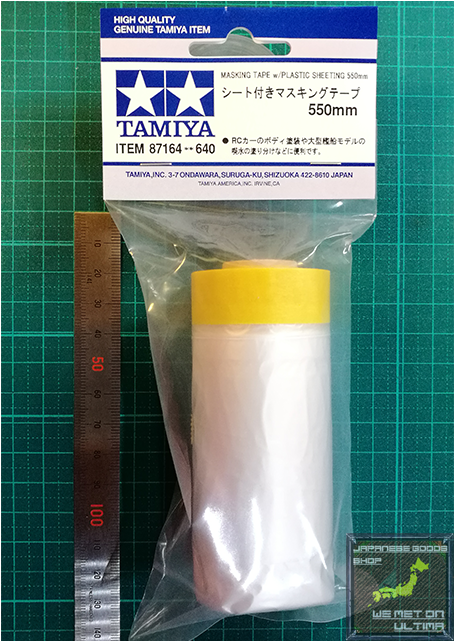 HIGH QUALITY
GENUINE TAMIYA ITEM
MASKING TAPE w/PLASTIC SHEETING 550mm
シート付きマスキングテープ
550mm
TAMIYA
ITEM 87164 640
● RCカーのボディ塗装や大型艦船モデルの
喫水の塗り分けなどに便利です。
TAMIYA,INC. 3-7 ONDAWARA,SURUGA-KU,SHIZUOKA 422-8610 JAPAN
TAMIYA AMERICA,INC. IRVINE,CA
10
20
30
40
50
60
70
80
90
100
10
20
30
40
JAPANESE GOODS
SHOP
WE MET ON
ULTIMA